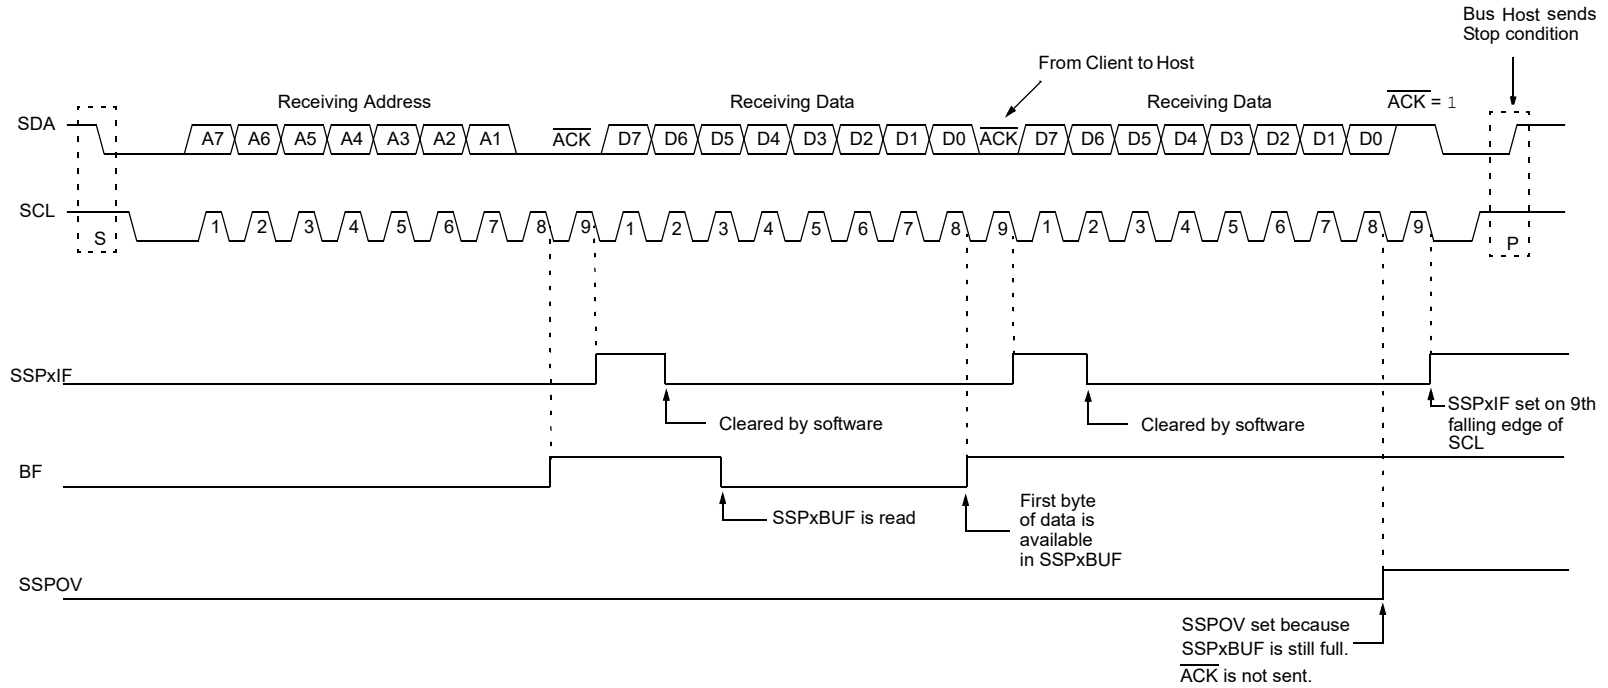 Bus Host sends
Stop condition
From Client to Host
Receiving Address
Receiving Data
Receiving Data
ACK = 1
SDA
A7 A6 A5 A4 A3 A2 A1 ACK D7 D6 D5 D4 D3 D2 D1 D0 ACK D7 D6 D5 D4 D3 D2 D1 D0
SCL
S 1 2 3 4 5 6 7 8 9 1 2 3 4 5 6 7 8 9 1 2 3 4 5 6 7 8 9 P
SSPxIF
Cleared by software
Cleared by software
SSPxIF set on 9th
falling edge of
SCL
BF
SSPxBUF is read
First byte
of data is
available
in SSPxBUF
SSPOV
SSPOV set because
SSPxBUF is still full.
ACK is not sent.